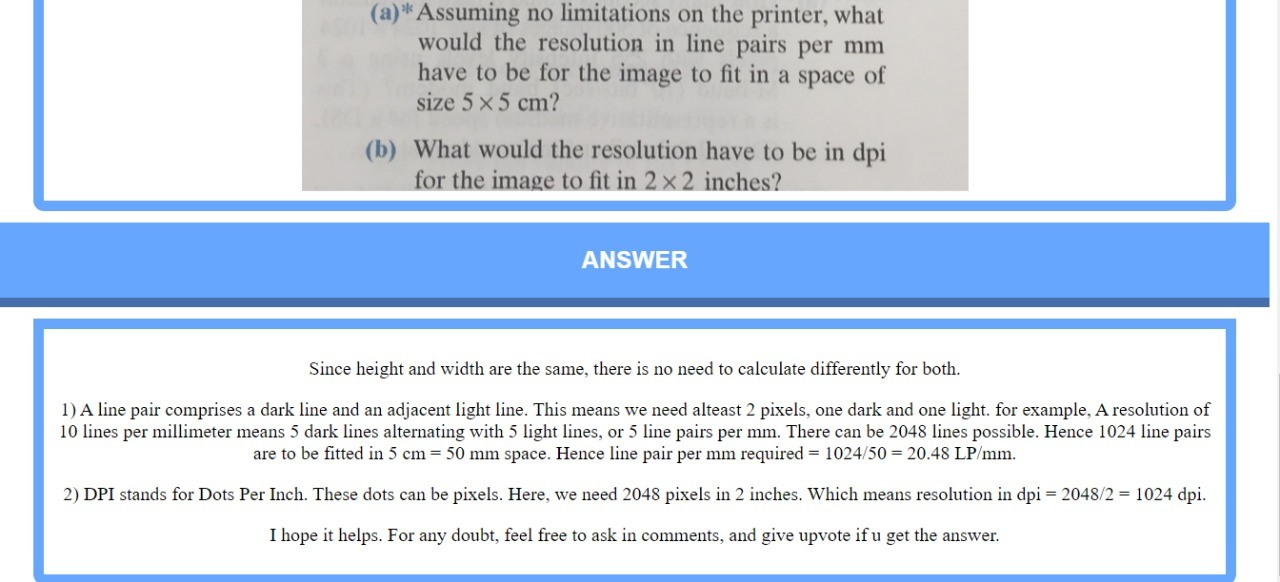 (a)* Assuming no limitations on the printer, what
would the resolution in line pairs per mm
have to be for the image to fit in a space of
size 5 × 5 cm?
(b) What would the resolution have to be in dpi
for the image to fit in 2 × 2 inches?
ANSWER
Since height and width are the same, there is no need to calculate differently for both.
1) A line pair comprises a dark line and an adjacent light line. This means we need alteast 2 pixels, one dark and one light. for example, A resolution of
10 lines per millimeter means 5 dark lines alternating with 5 light lines, or 5 line pairs per mm. There can be 2048 lines possible. Hence 1024 line pairs
are to be fitted in 5 cm = 50 mm space. Hence line pair per mm required = 1024/50 = 20.48 LP/mm.
2) DPI stands for Dots Per Inch. These dots can be pixels. Here, we need 2048 pixels in 2 inches. Which means resolution in dpi = 2048/2 = 1024 dpi.
I hope it helps. For any doubt, feel free to ask in comments, and give upvote if u get the answer.